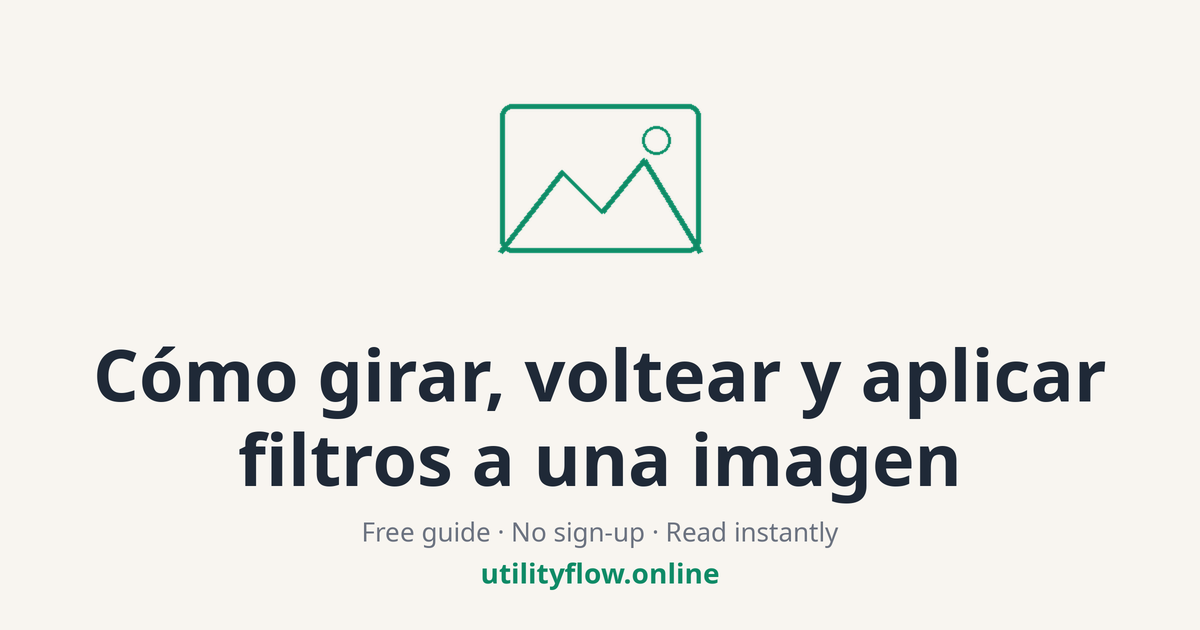 Cómo girar, voltear y aplicar
filtros a una imagen
Free guide · No sign-up · Read instantly
utilityflow.online